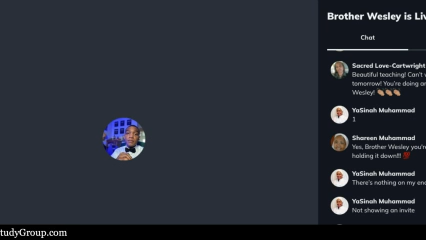 Brother Wesley is Liv
Chat
Sacred Love-Cartwright
Beautiful teaching! Can't
tomorrow! You're doing
Wesley! 👏🏽👏🏽👏🏽
YaSinah Muhammad
1
Shareen Muhammad
Yes, Brother Wesley you're
holding it down!!! 💯
YaSinah Muhammad
There's nothing on my end
YaSinah Muhammad
Not showing an invite
tudyGroup.com